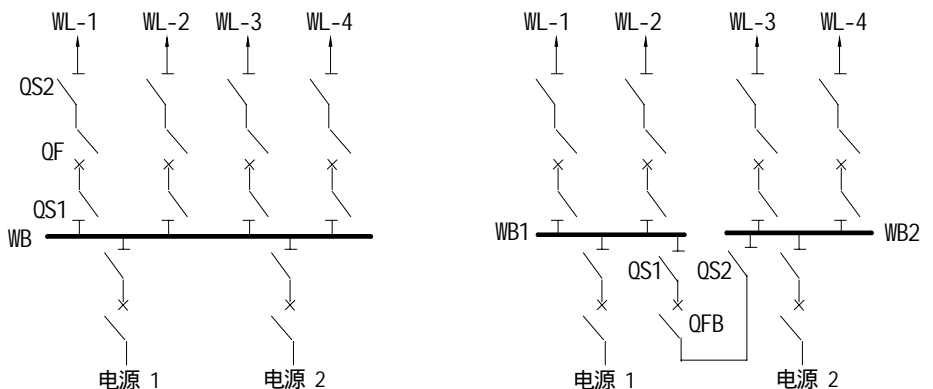 WL-1 WL-2 WL-3 WL-4 WL-1 WL-2 WL-3 WL-4
QS2
QF
QS1
WB WB1 WB2
QS1 QS2
QFB
电源 1 电源 2 电源 1 电源 2